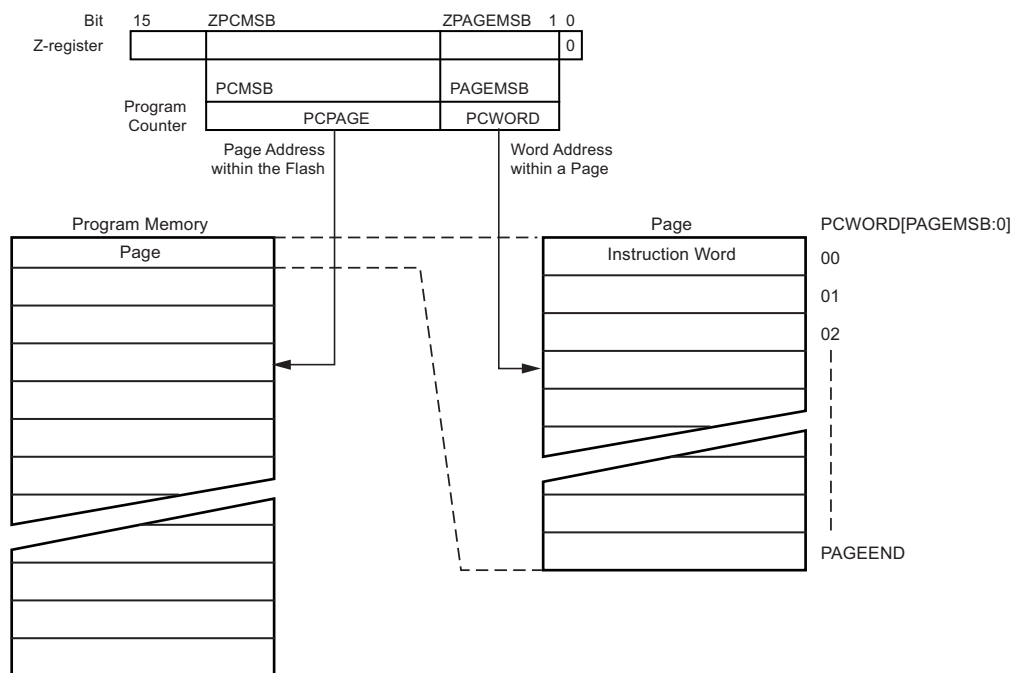 Bit 15 ZPCMSB ZPAGEMSB 1 0
Z-register 0
PCMSB PAGEMSB
Program
Counter
PCPAGE PCWORD
Page Address
within the Flash
Word Address
within a Page
Program Memory Page PCWORD[PAGEMSB:0]
Page Instruction Word 00
01
02
PAGEEND